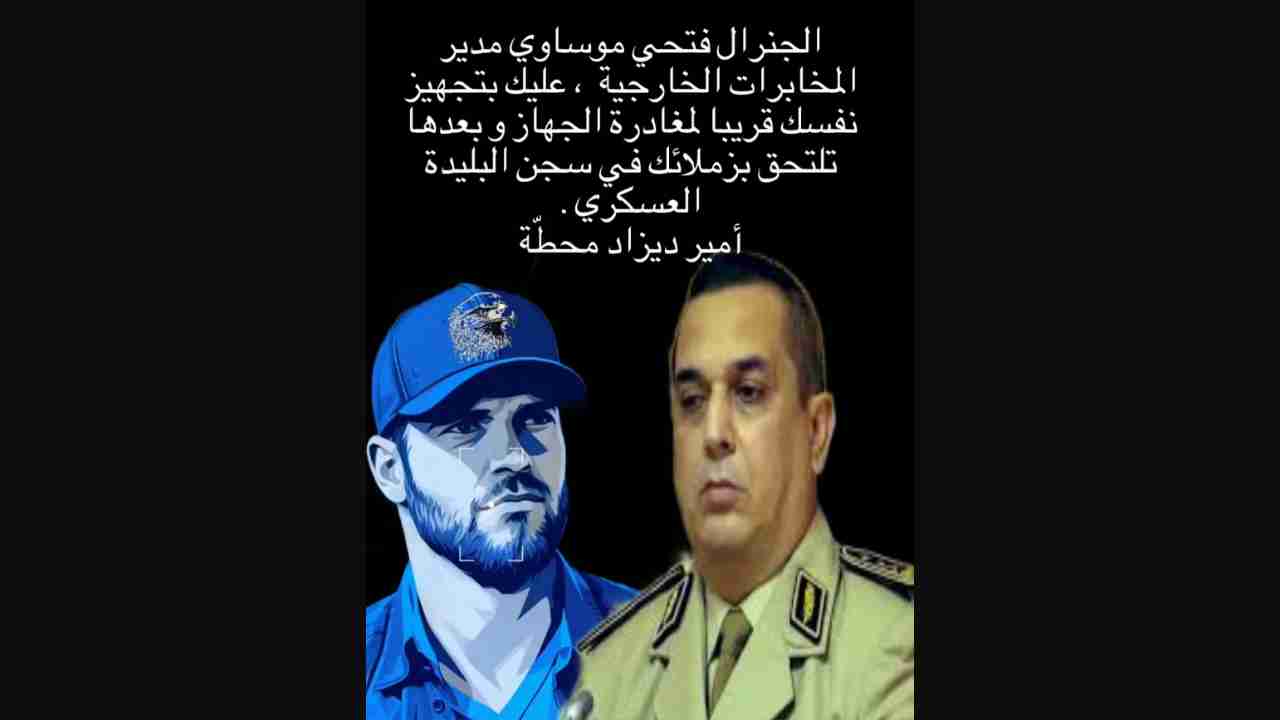 الجنرال فتحي موساوي مدير
المخابرات الخارجية ، عليك بتجهيز
نفسك قريبا لمغادرة الجهاز و بعدها
تلتحق بزملائك في سجن البليدة
العسكري .
أمير ديزاد محطّة